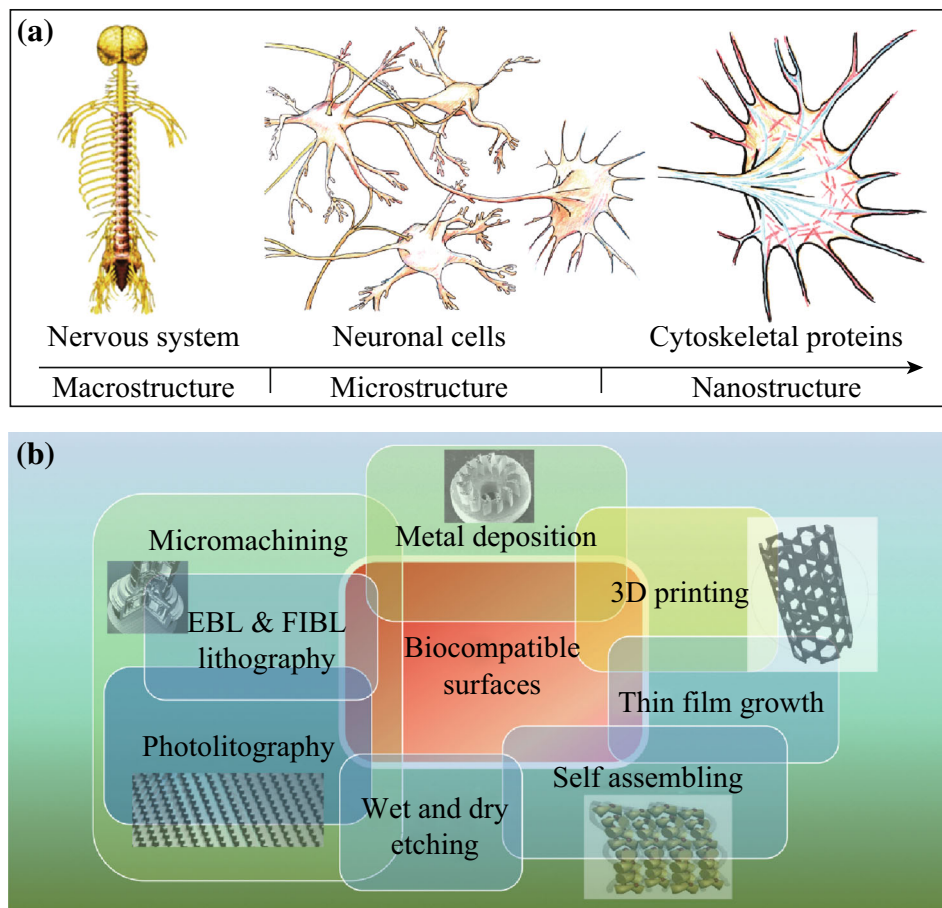 (a)
Nervous system
Neuronal cells
Cytoskeletal proteins
Macrostructure
Microstructure
Nanostructure
(b)
Micromachining
Metal deposition
3D printing
EBL & FIBL
lithography
Biocompatible
surfaces
Thin film growth
Photolitography
Self assembling
Wet and dry
etching